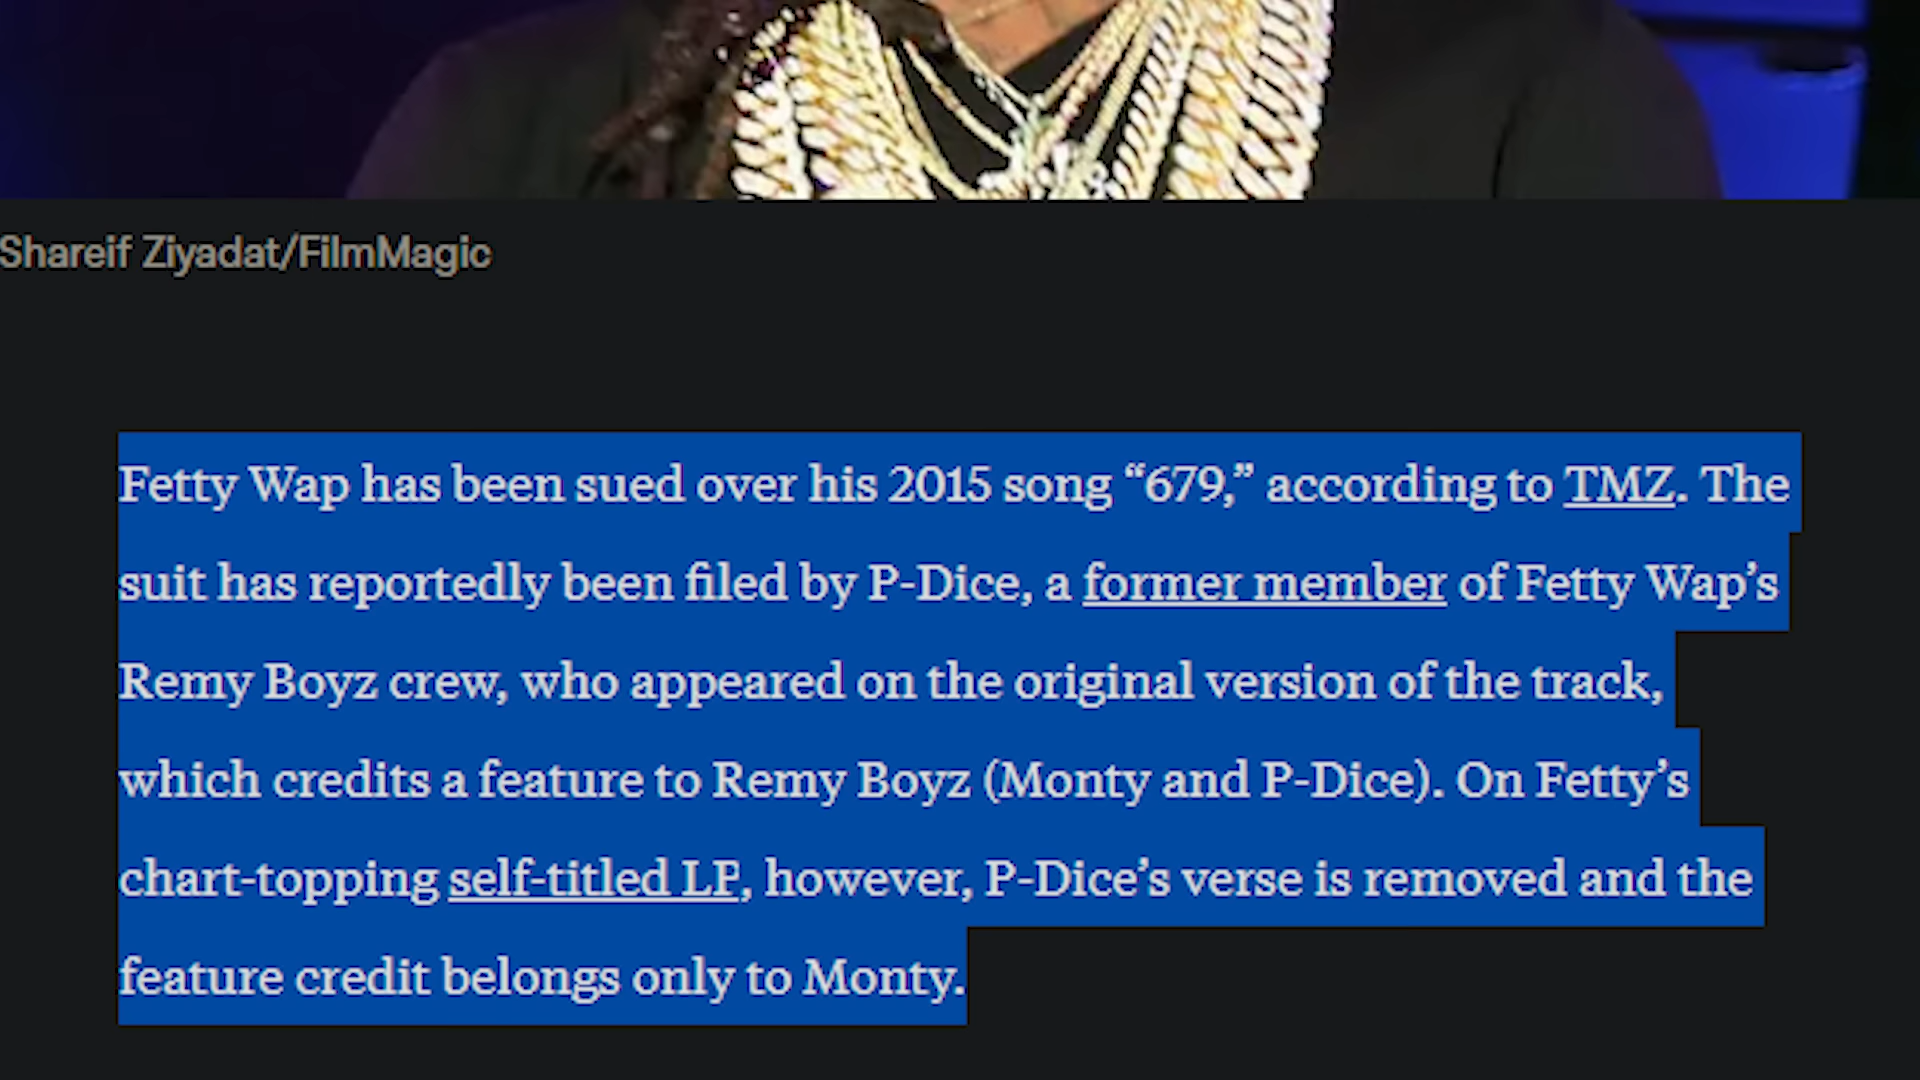 Shareif Ziyadat/FilmMagic
Fetty Wap has been sued over his 2015 song “679,” according to TMZ. The
suit has reportedly been filed by P-Dice, a former member of Fetty Wap’s
Remy Boyz crew, who appeared on the original version of the track,
which credits a feature to Remy Boyz (Monty and P-Dice). On Fetty’s
chart-topping self-titled LP, however, P-Dice’s verse is removed and the
feature credit belongs only to Monty.